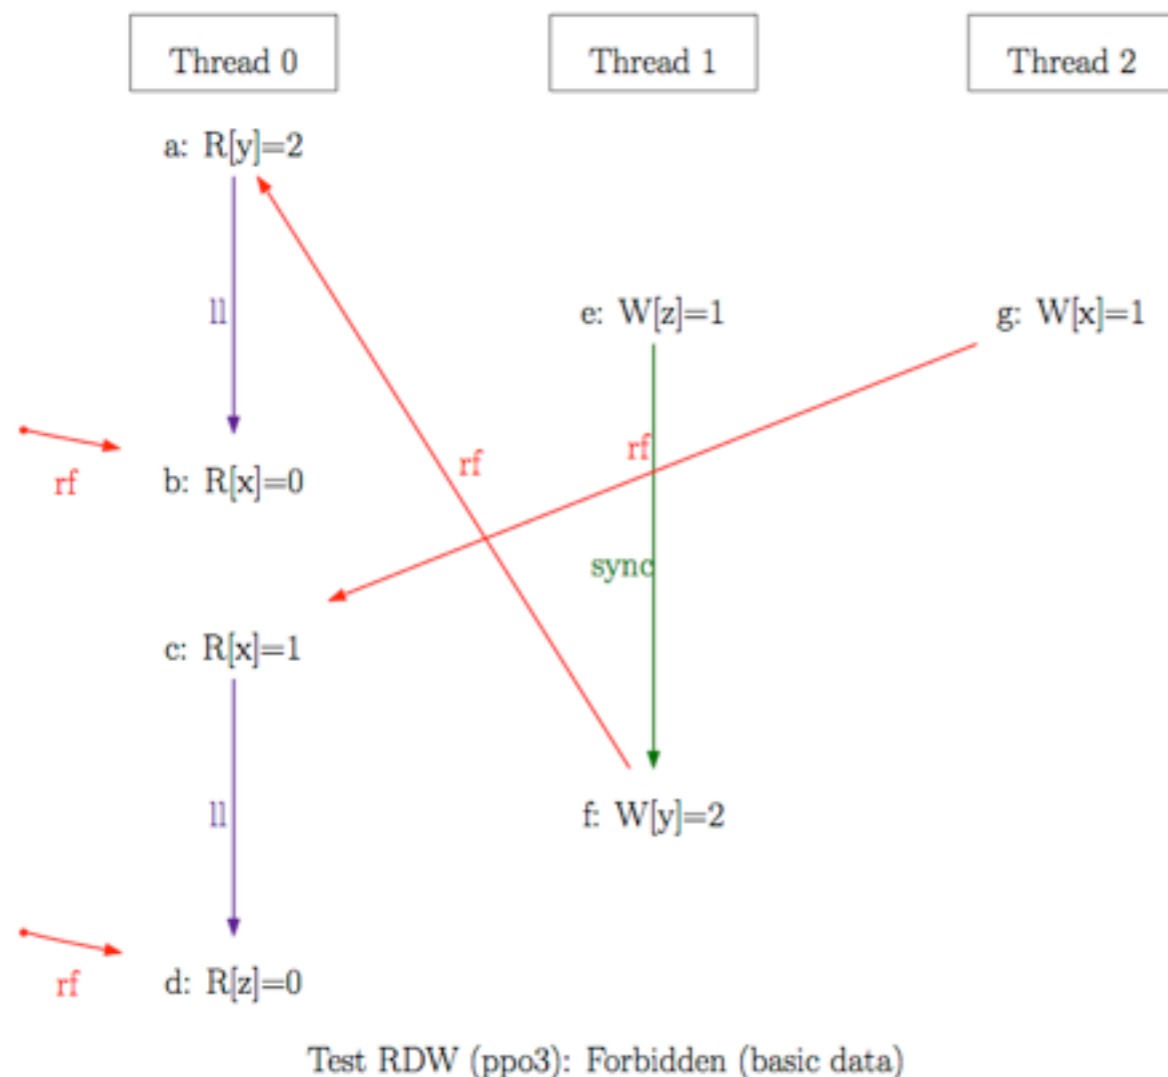 Thread 0
Thread 1
Thread 2
a: R[y]=2
ll
e: W[z]=1
g: W[x]=1
rf
rf
rf
b: R[x]=0
sync
c: R[x]=1
ll
f: W[y]=2
rf
d: R[z]=0
Test RDW (ppo3): Forbidden (basic data)